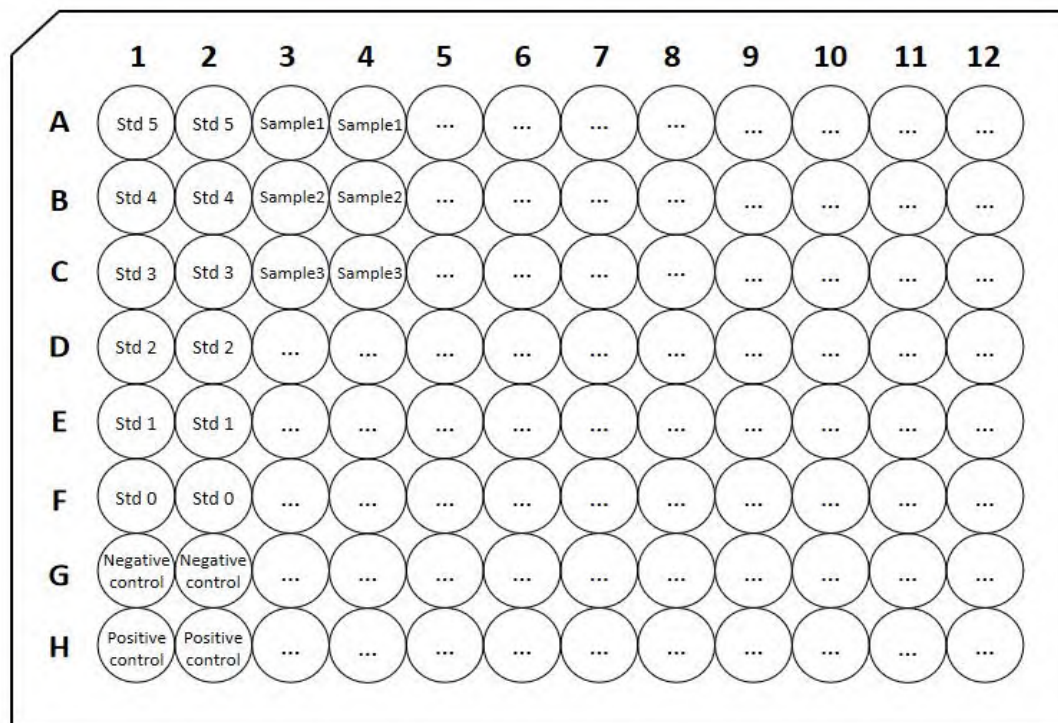 1 2 3 4 5 6 7 8 9 10 11 12
A Std 5 Std 5 Sample1 Sample1 ... ... ... ... ... ... ... ...
B Std 4 Std 4 Sample2 Sample2 ... ... ... ... ... ... ... ...
C Std 3 Std 3 Sample3 Sample3 ... ... ... ... ... ... ... ...
D Std 2 Std 2 ... ... ... ... ... ... ... ... ... ...
E Std 1 Std 1 ... ... ... ... ... ... ... ... ... ...
F Std 0 Std 0 ... ... ... ... ... ... ... ... ... ...
G Negative control Negative control ... ... ... ... ... ... ... ... ... ...
H Positive control Positive control ... ... ... ... ... ... ... ... ... ...